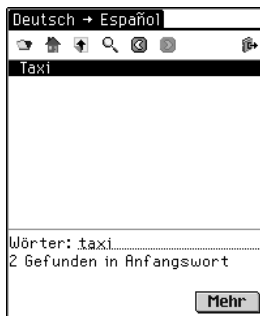 Deutsch → Español
Taxi
Wörter: taxi
2 Gefunden in Anfangswort
Mehr